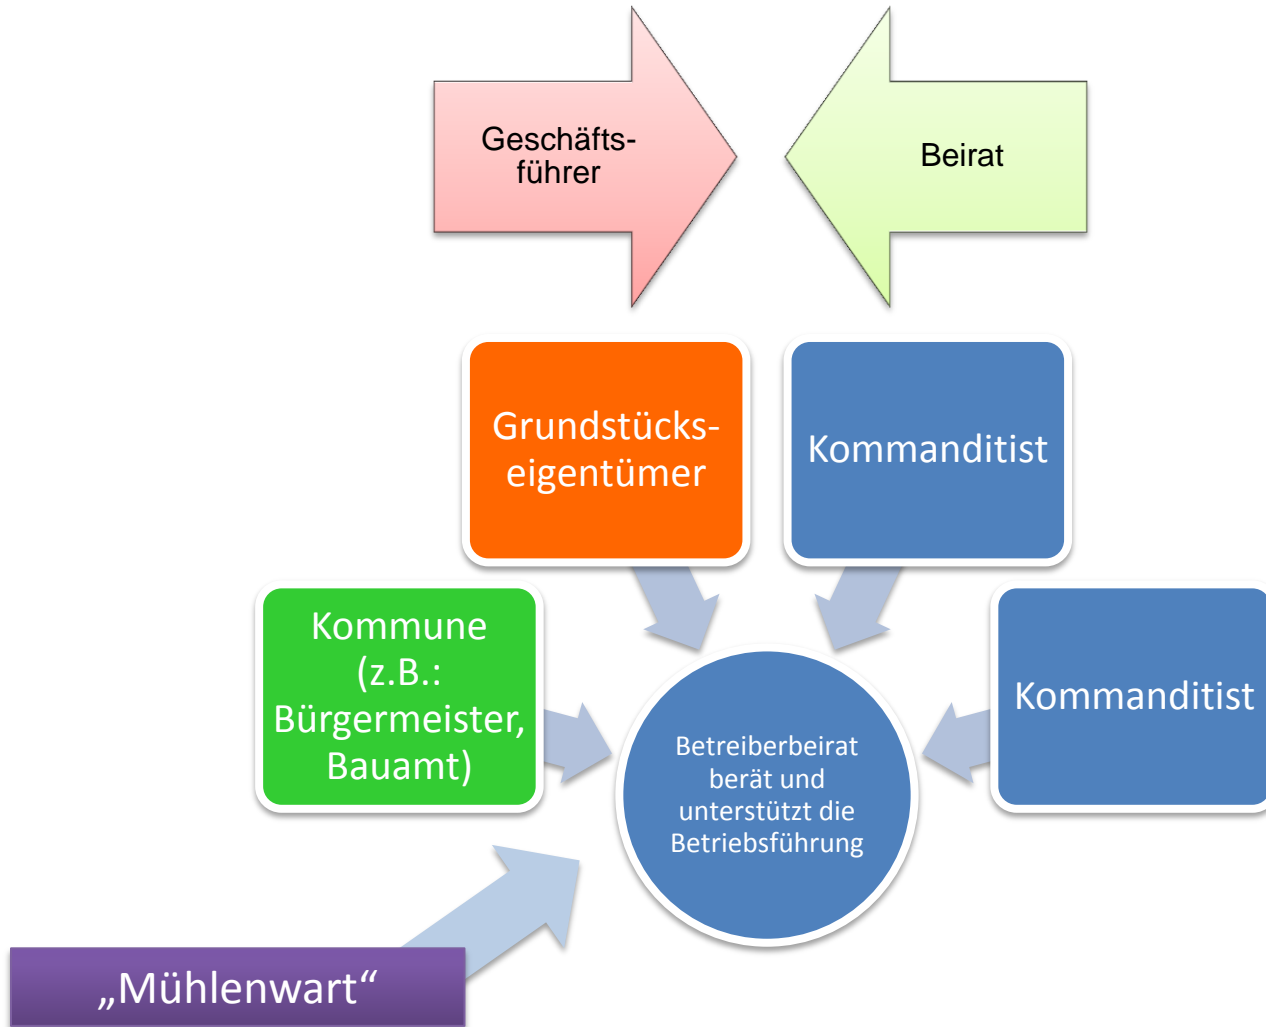 Geschäfts-
führer
Beirat
Grundstücks-
eigentümer
Kommanditist
Kommune
(z.B.:
Bürgermeister,
Bauamt)
Kommanditist
Betreiberbeirat
berät und
unterstützt die
Betriebsführung
„Mühlenwart“